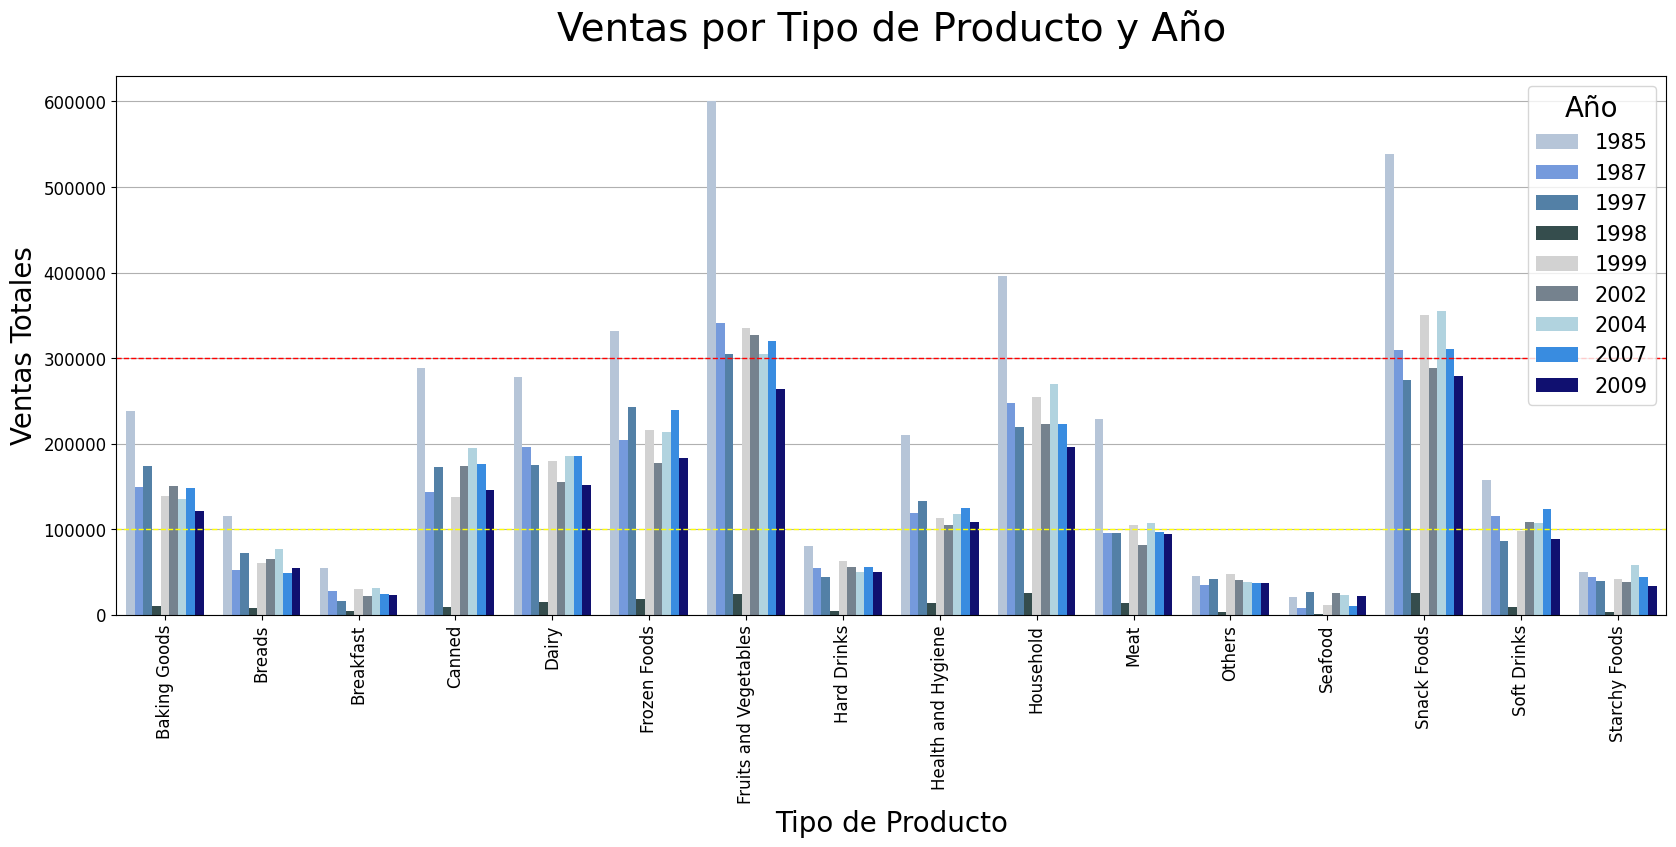 Ventas por Tipo de Producto y Año
Ventas Totales
600000
500000
400000
300000
200000
100000
0
Año
1985
1987
1997
1998
1999
2002
2004
2007
2009
Baking Goods
Breads
Breakfast
Canned
Dairy
Frozen Foods
Fruits and Vegetables
Hard Drinks
Health and Hygiene
Household
Meat
Others
Seafood
Snack Foods
Soft Drinks
Starchy Foods
Tipo de Producto